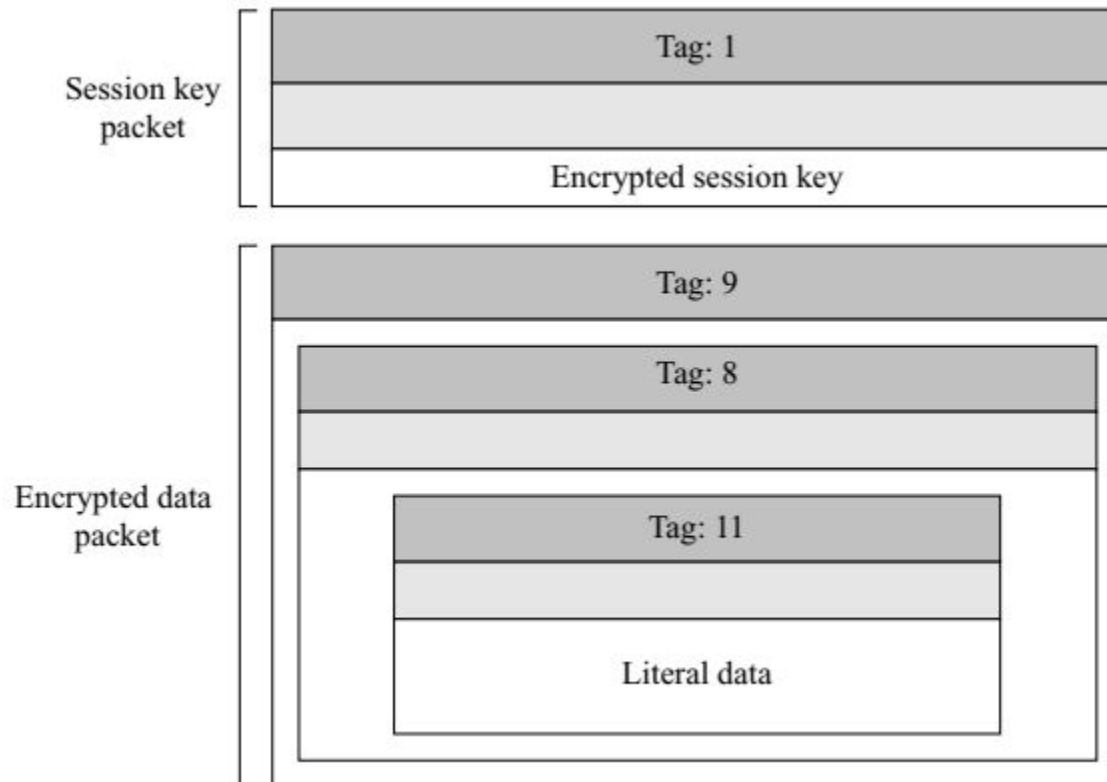 Tag: 1
Session key
packet
Encrypted session key
Tag: 9
Tag: 8
Encrypted data
packet
Tag: 11
Literal data